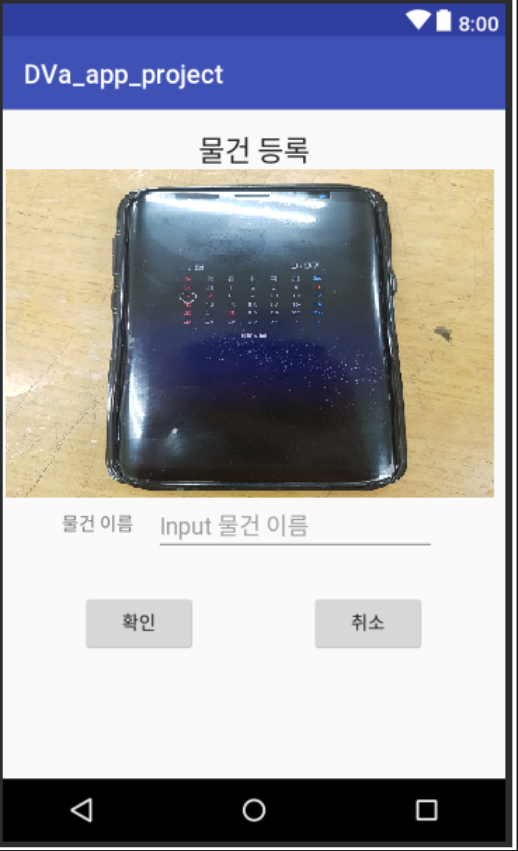 8:00
DVa_app_project
물건 등록
물건 이름 Input 물건 이름
확인 취소